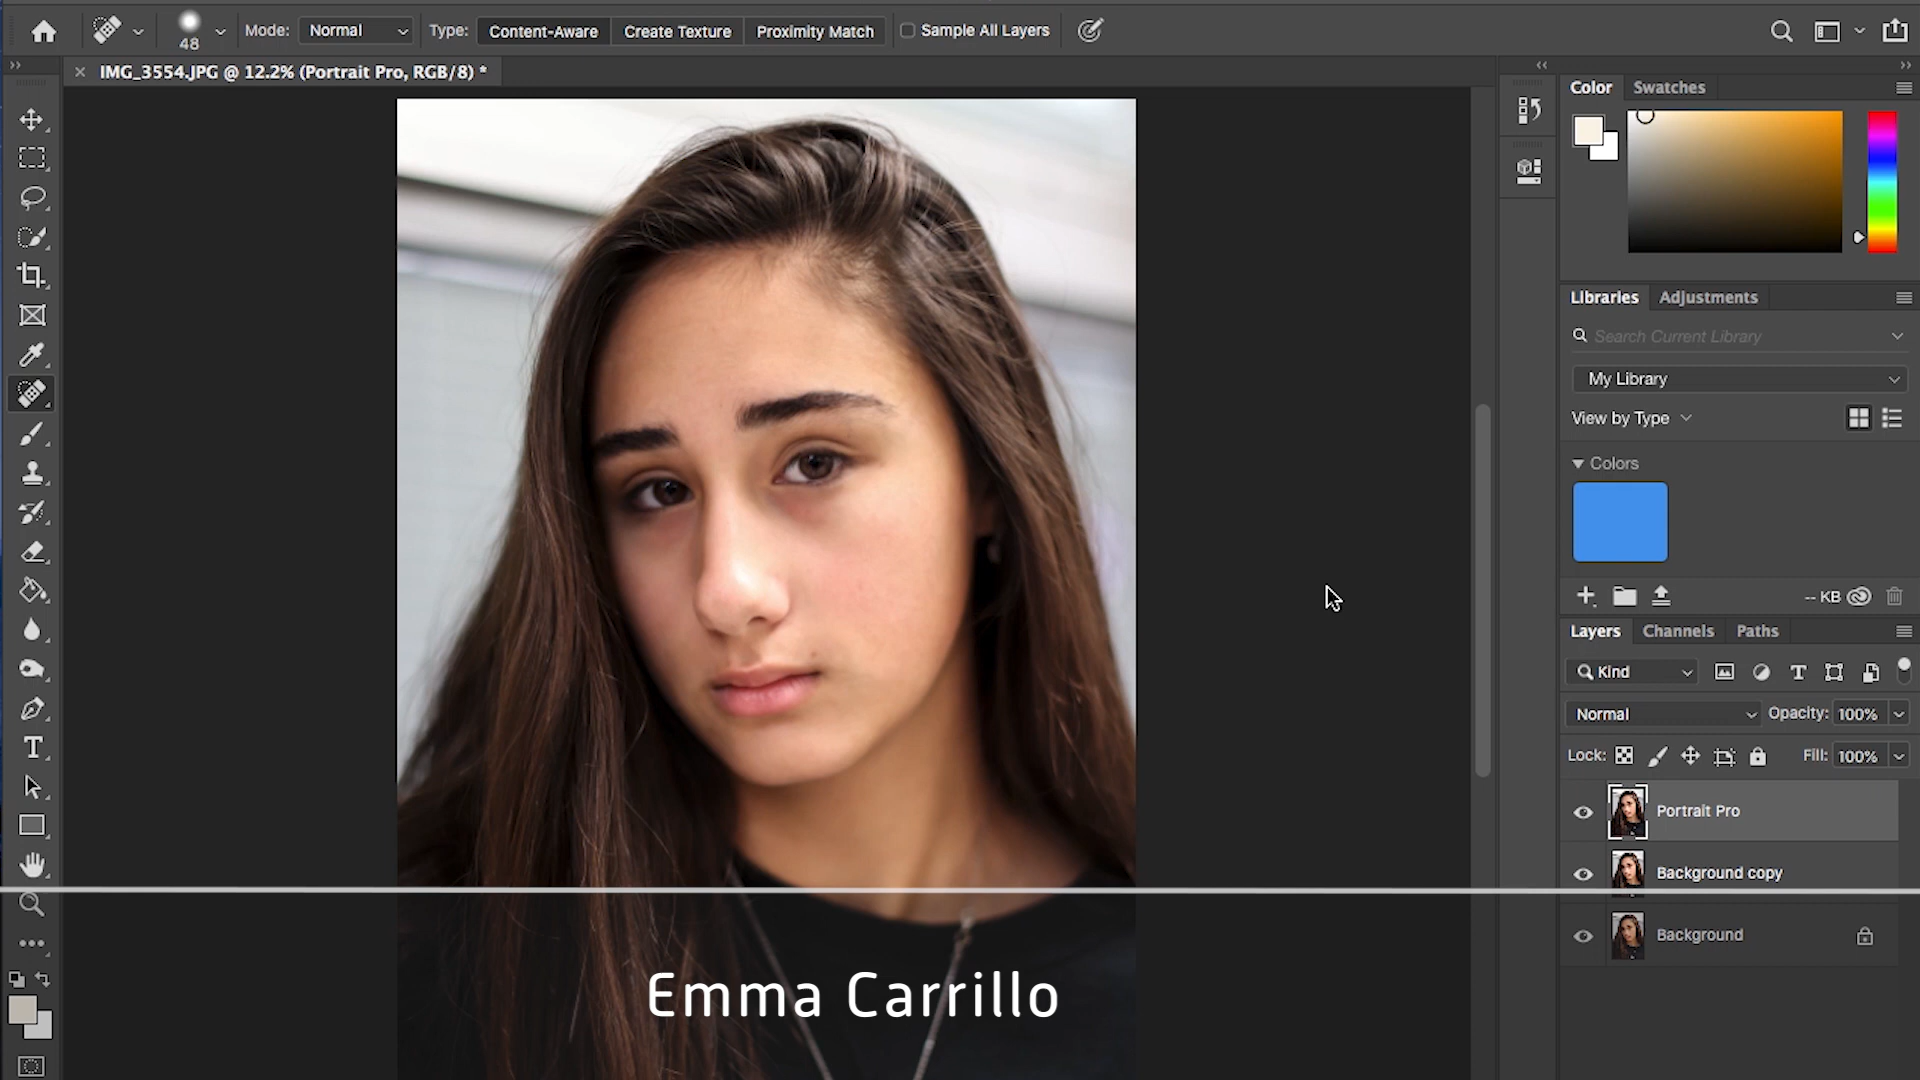 48
Mode: Normal
Type: Content-Aware Create Texture Proximity Match
Sample All Layers
IMG_3554.JPG @ 12.2% (Portrait Pro, RGB/8) *
Color Swatches
Libraries Adjustments
Search Current Library
My Library
View by Type
Colors
-- KB
Layers Channels Paths
Kind
Normal Opacity: 100%
Lock: Fill: 100%
Portrait Pro
Background copy
Background
Emma Carrillo